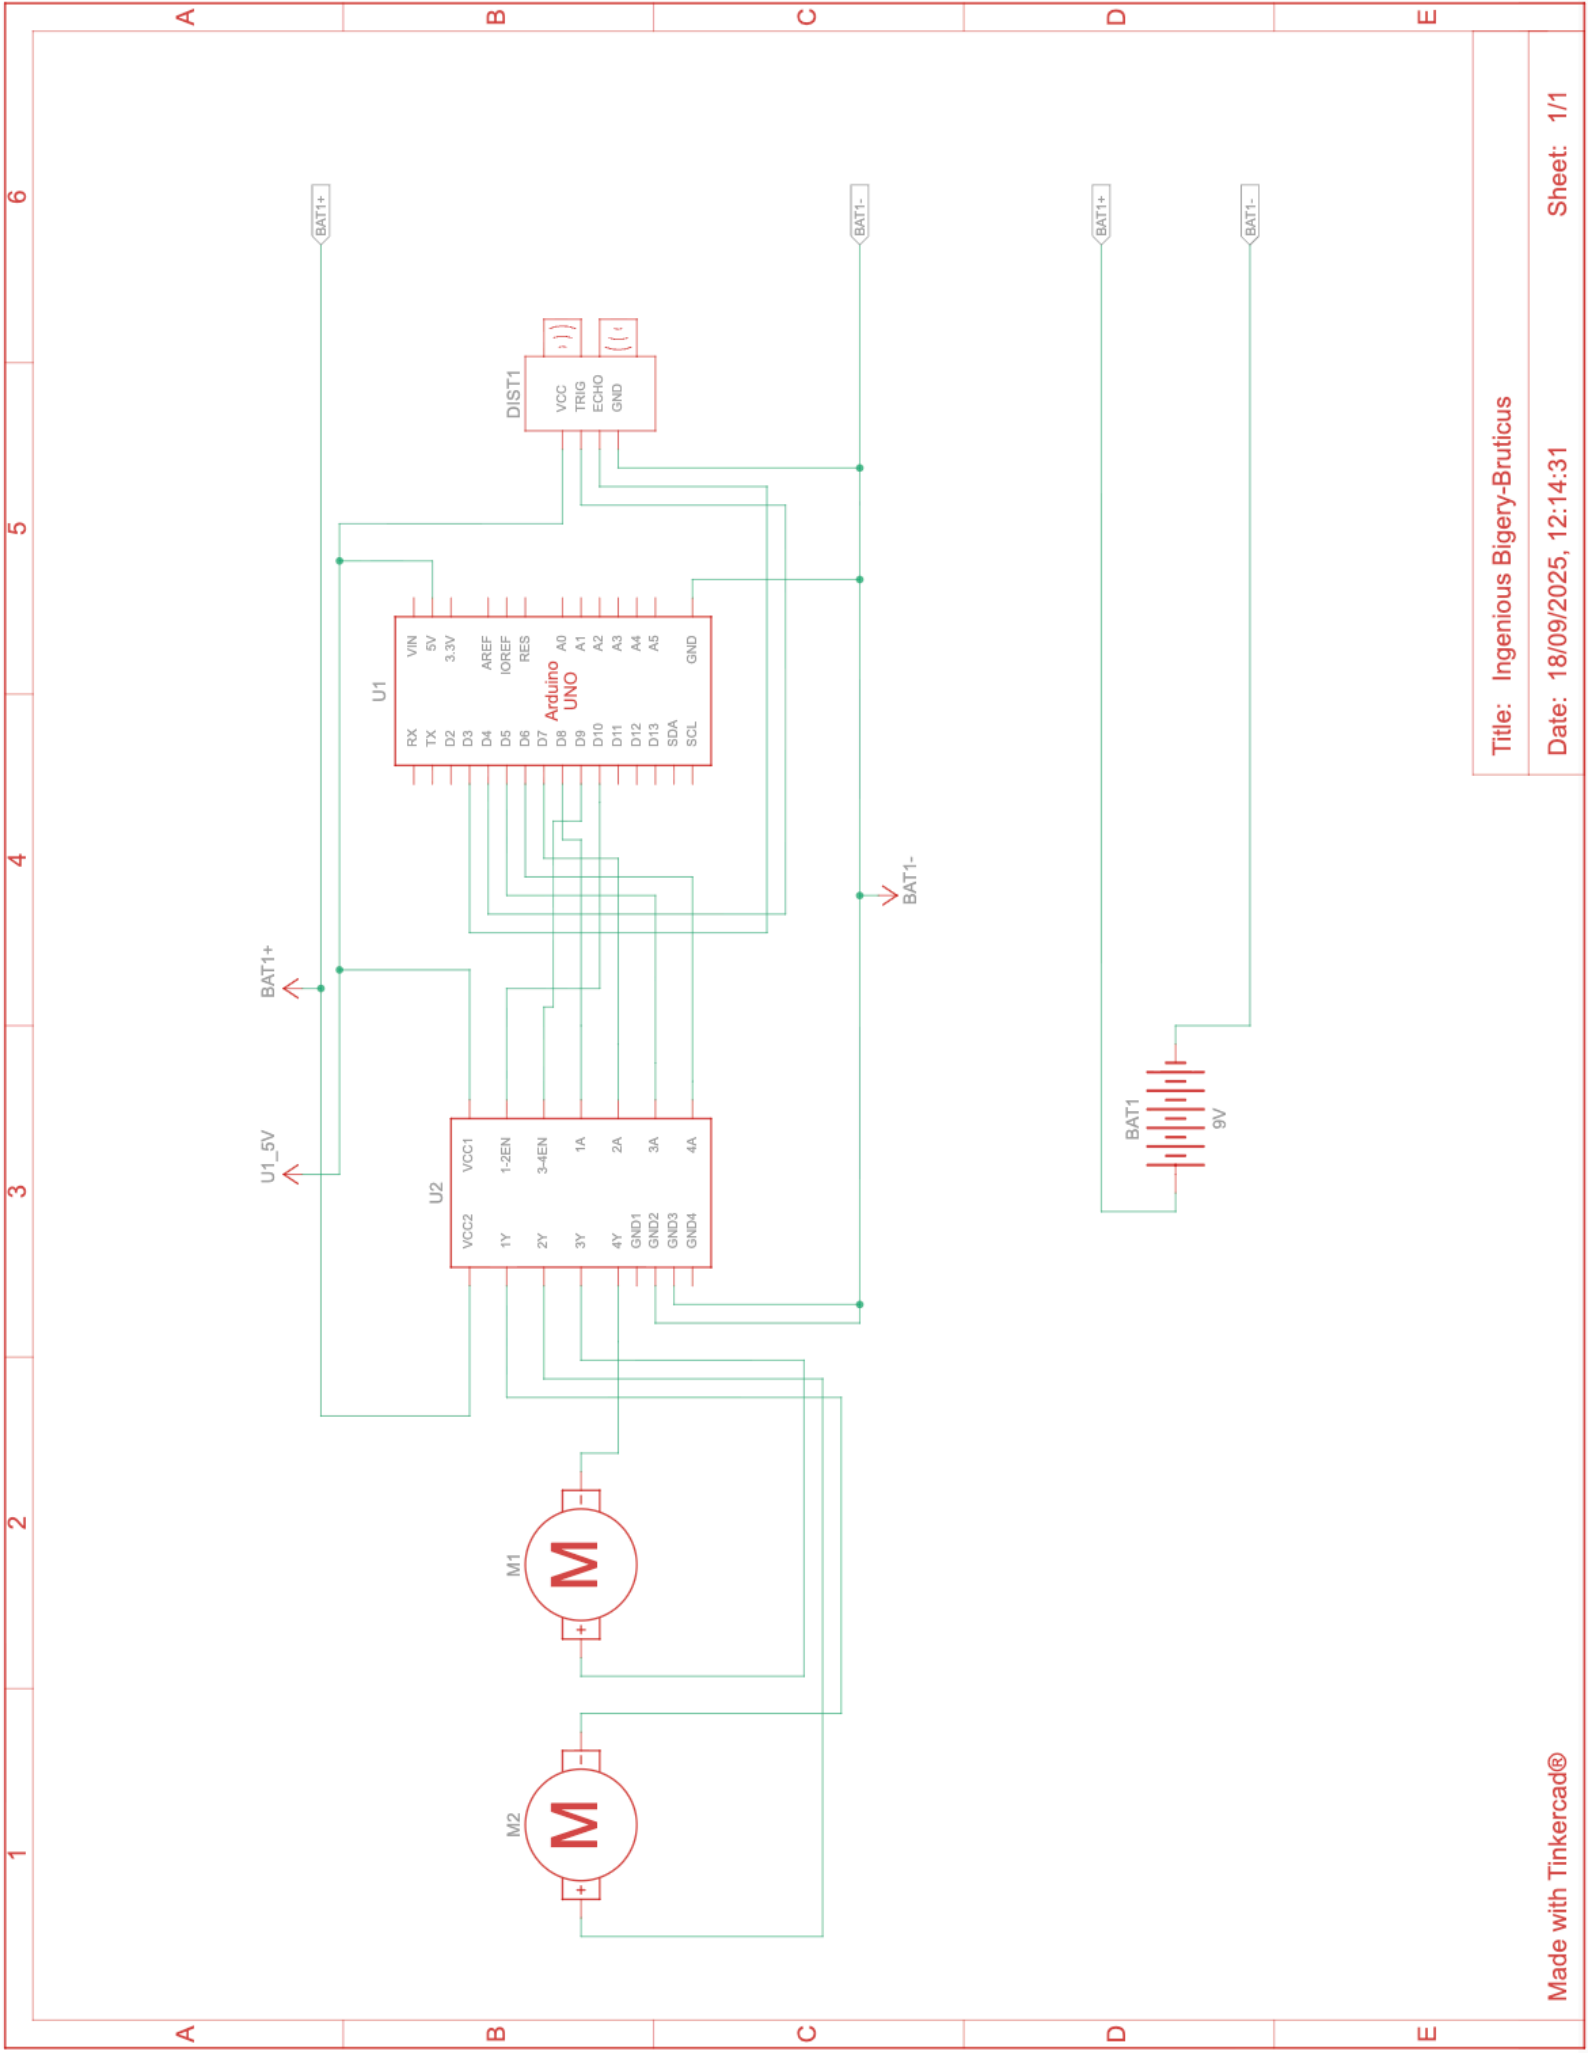 1
2
3
4
5
6
A
A
B
B
C
C
D
D
E
E
BAT1+
U1_5V
BAT1+
U2
VCC2
1Y
2Y
3Y
4Y
GND1
GND2
GND3
GND4
VCC1
1-2EN
3-4EN
1A
2A
3A
4A
U1
Arduino
UNO
RX
TX
D2
D3
D4
D5
D6
D7
D8
D9
D10
D11
D12
D13
SDA
SCL
VIN
5V
3.3V
AREF
IOREF
RES
A0
A1
A2
A3
A4
A5
GND
DIST1
VCC
TRIG
ECHO
GND
M2
+ M -
M1
+ M -
BAT1-
BAT1-
BAT1+
BAT1
9V
BAT1-
Title: Ingenious Bigery-Bruticus
Made with Tinkercad®
Date: 18/09/2025, 12:14:31
Sheet: 1/1